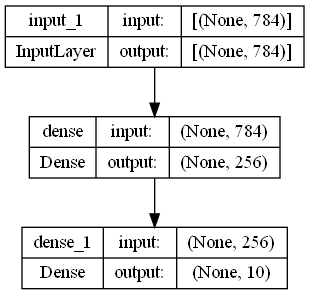 input_1 input: [(None, 784)]
InputLayer output: [(None, 784)]
dense input: (None, 784)
Dense output: (None, 256)
dense_1 input: (None, 256)
Dense output: (None, 10)